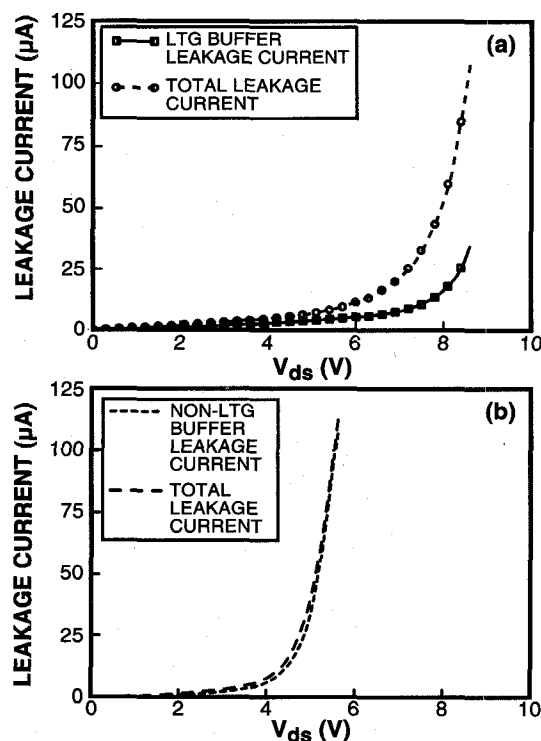 (a)
LTG BUFFER
LEAKAGE CURRENT
TOTAL LEAKAGE
CURRENT
LEAKAGE CURRENT (µA)
125
100
75
50
25
0
0 2 4 6 8 10
Vds (V)
(b)
NON-LTG
BUFFER
LEAKAGE
CURRENT
TOTAL
LEAKAGE
CURRENT
LEAKAGE CURRENT (µA)
125
100
75
50
25
0
0 2 4 6 8 10
Vds (V)